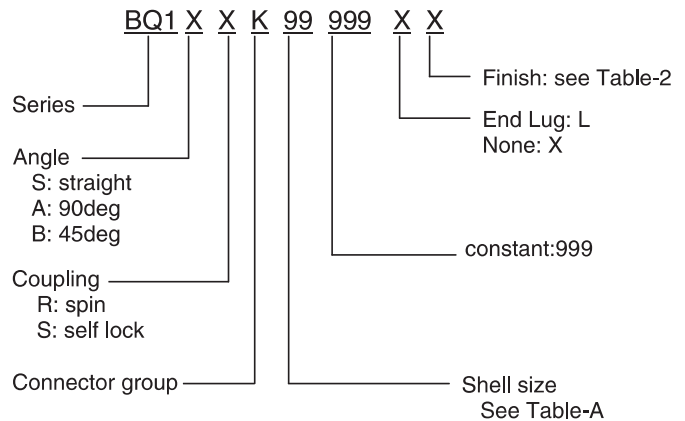 BQ1 X X K 99 999 X X
Finish: see Table-2
Series
End Lug: L
None: X
Angle
S: straight
A: 90deg
B: 45deg
constant:999
Coupling
R: spin
S: self lock
Connector group
Shell size
See Table-A